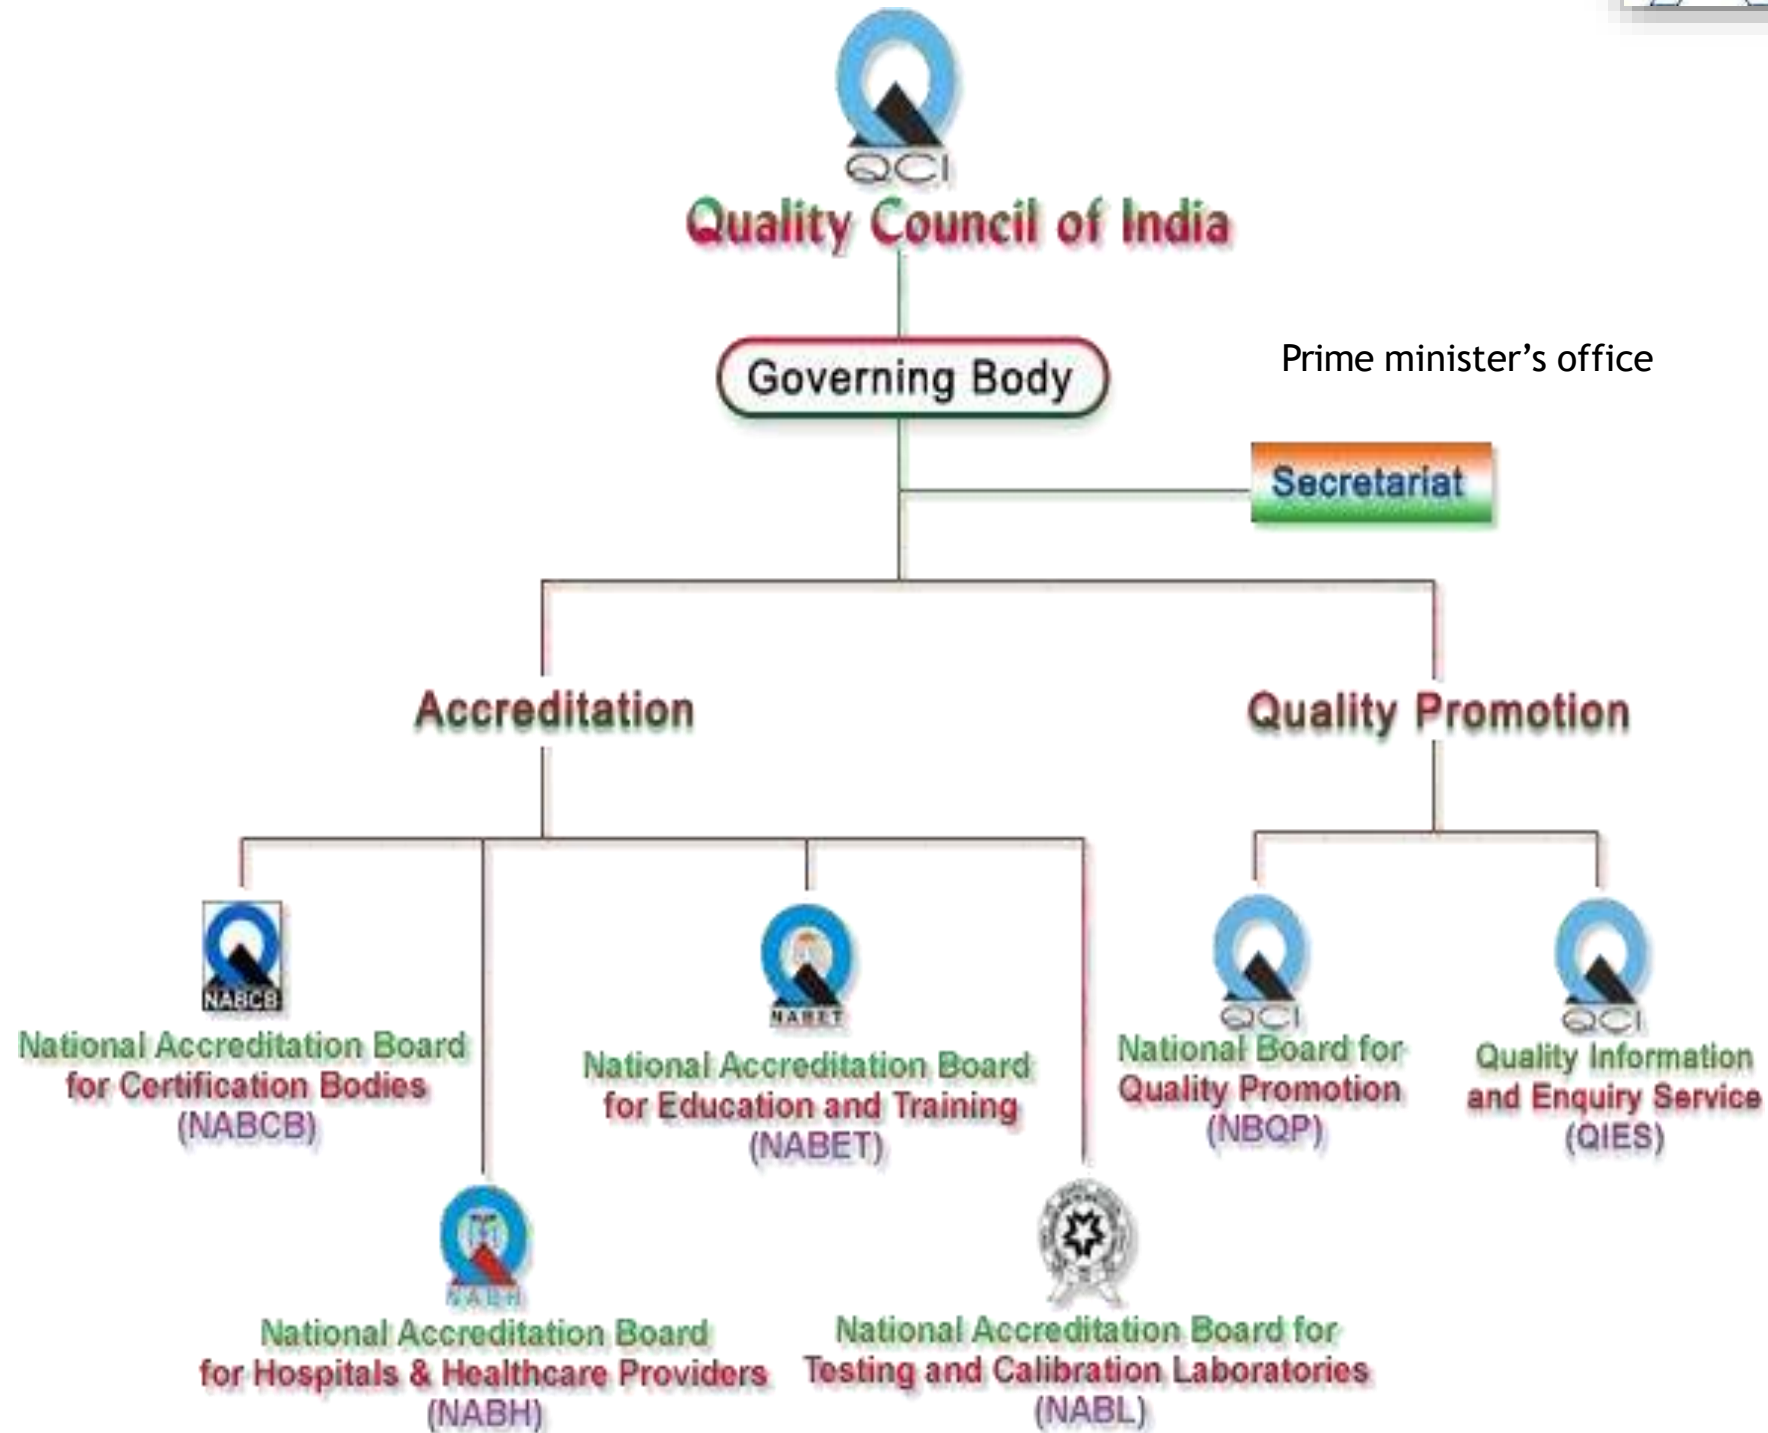 QCI
Quality Council of India
Governing Body
Prime minister’s office
Secretariat
Accreditation
Quality Promotion
NABCB
National Accreditation Board
for Certification Bodies
(NABCB)
NABET
National Accreditation Board
for Education and Training
(NABET)
QCI
National Board for
Quality Promotion
(NBQP)
QCI
Quality Information
and Enquiry Service
(QIES)
NABH
National Accreditation Board
for Hospitals & Healthcare Providers
(NABH)
National Accreditation Board for
Testing and Calibration Laboratories
(NABL)